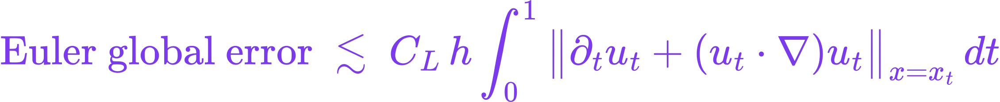 Euler global error ≲ C_L h ∫_0^1 ‖∂_t u_t + (u_t · ∇)u_t‖_{x=x_t} dt